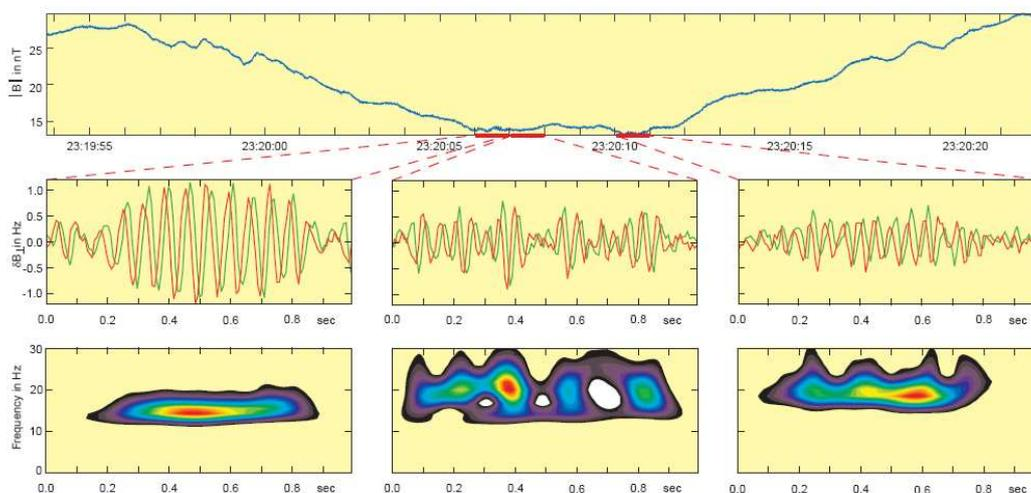 |B| in nT
25
20
15
23:19:55 23:20:00 23:20:05 23:20:10 23:20:15 23:20:20
δB⊥in Hz
1.0
0.5
0.0
-0.5
-1.0
0.0 0.2 0.4 0.6 0.8 sec
0.0 0.2 0.4 0.6 0.8 sec
0.0 0.2 0.4 0.6 0.8 sec
Frequency in Hz
30
20
10
0
0.0 0.2 0.4 0.6 0.8 sec
0.0 0.2 0.4 0.6 0.8 sec
0.0 0.2 0.4 0.6 0.8 sec